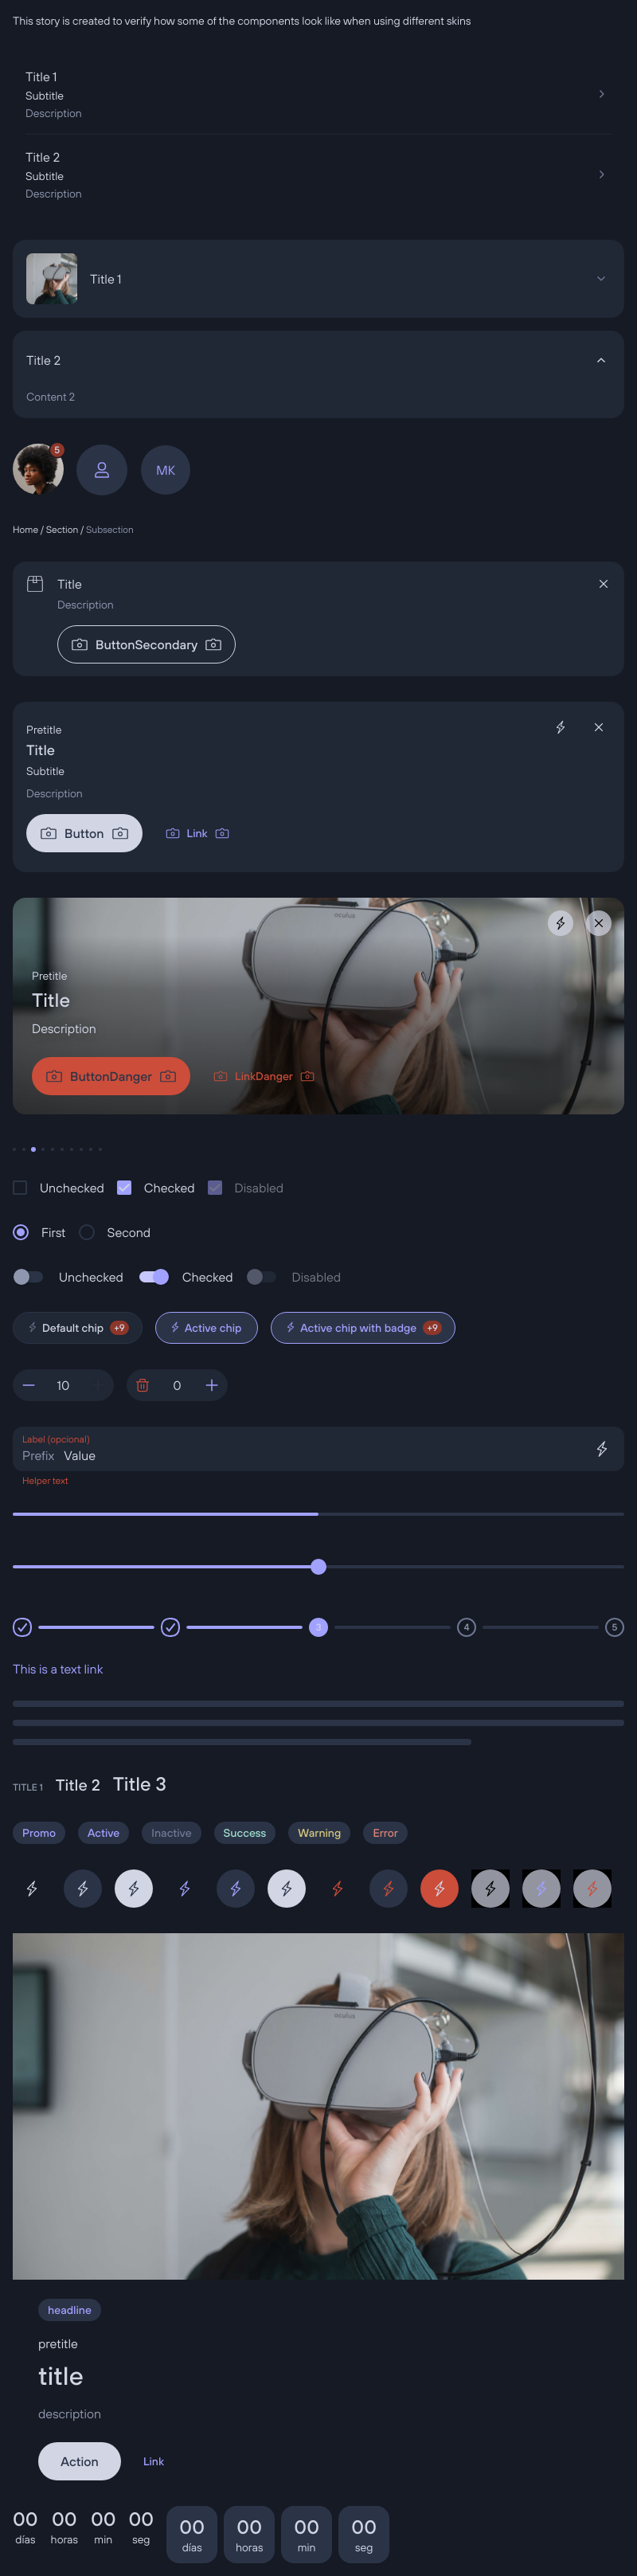 This story is created to verify how some of the components look like when using different skins
Title 1
Subtitle
Description
Title 2
Subtitle
Description
Title 1
Title 2
Content 2
5
MK
Home / Section / Subsection
Title
Description
ButtonSecondary
Pretitle
Title
Subtitle
Description
Button Link
oculus
Pretitle
Title
Description
ButtonDanger LinkDanger
Unchecked Checked Disabled
First Second
Unchecked Checked Disabled
Default chip +9 Active chip Active chip with badge +9
10 0
Label (opcional)
Prefix Value
Helper text
3 4 5
This is a text link
TITLE 1 Title 2 Title 3
Promo Active Inactive Success Warning Error
oculus
headline
pretitle
title
description
Action Link
00 00 00 00 00 00 00 00
días horas min seg días horas min seg